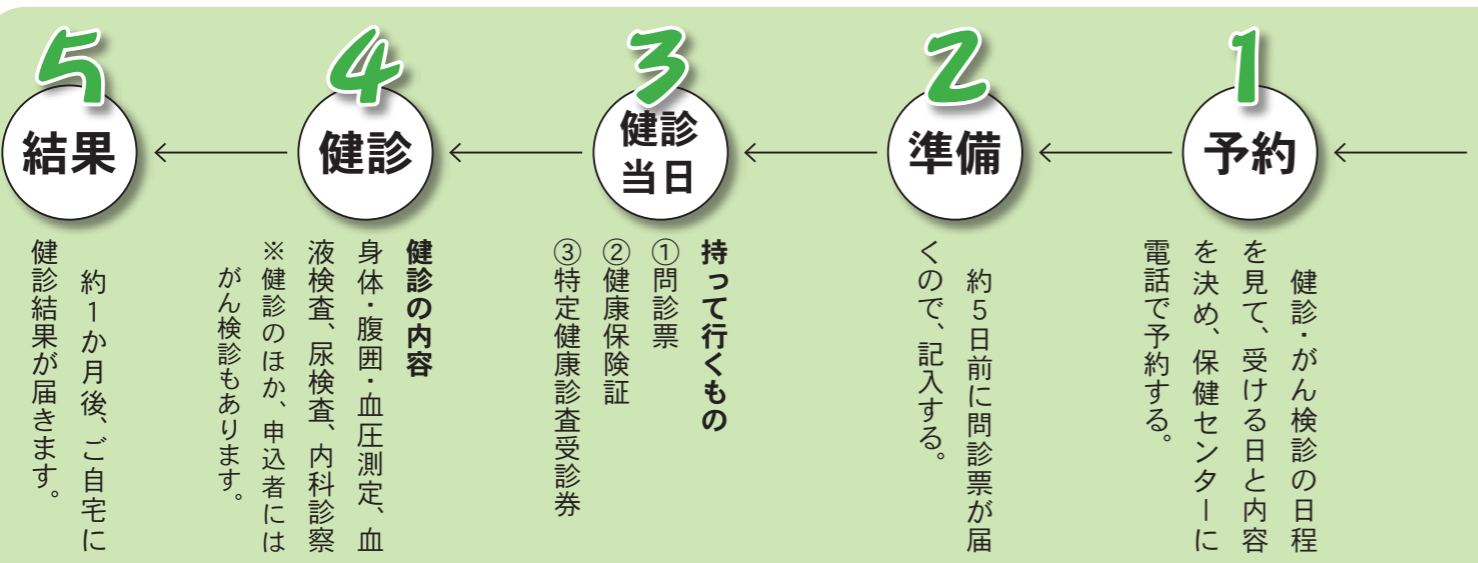 1
予約
健診・がん検診の日程
を見て、受ける日と内容
を決め、保健センターに
電話で予約する。
2
準備
約5日前に問診票が届
くので、記入する。
3
健診
当日
持って行くもの
①問診票
②健康保険証
③特定健康診査受診券
4
健診
健診の内容
身体・腹囲・血圧測定、血
液検査、尿検査、内科診察
※健診のほか、申込者には
がん検診もあります。
5
結果
約1か月後、ご自宅に
健診結果が届きます。